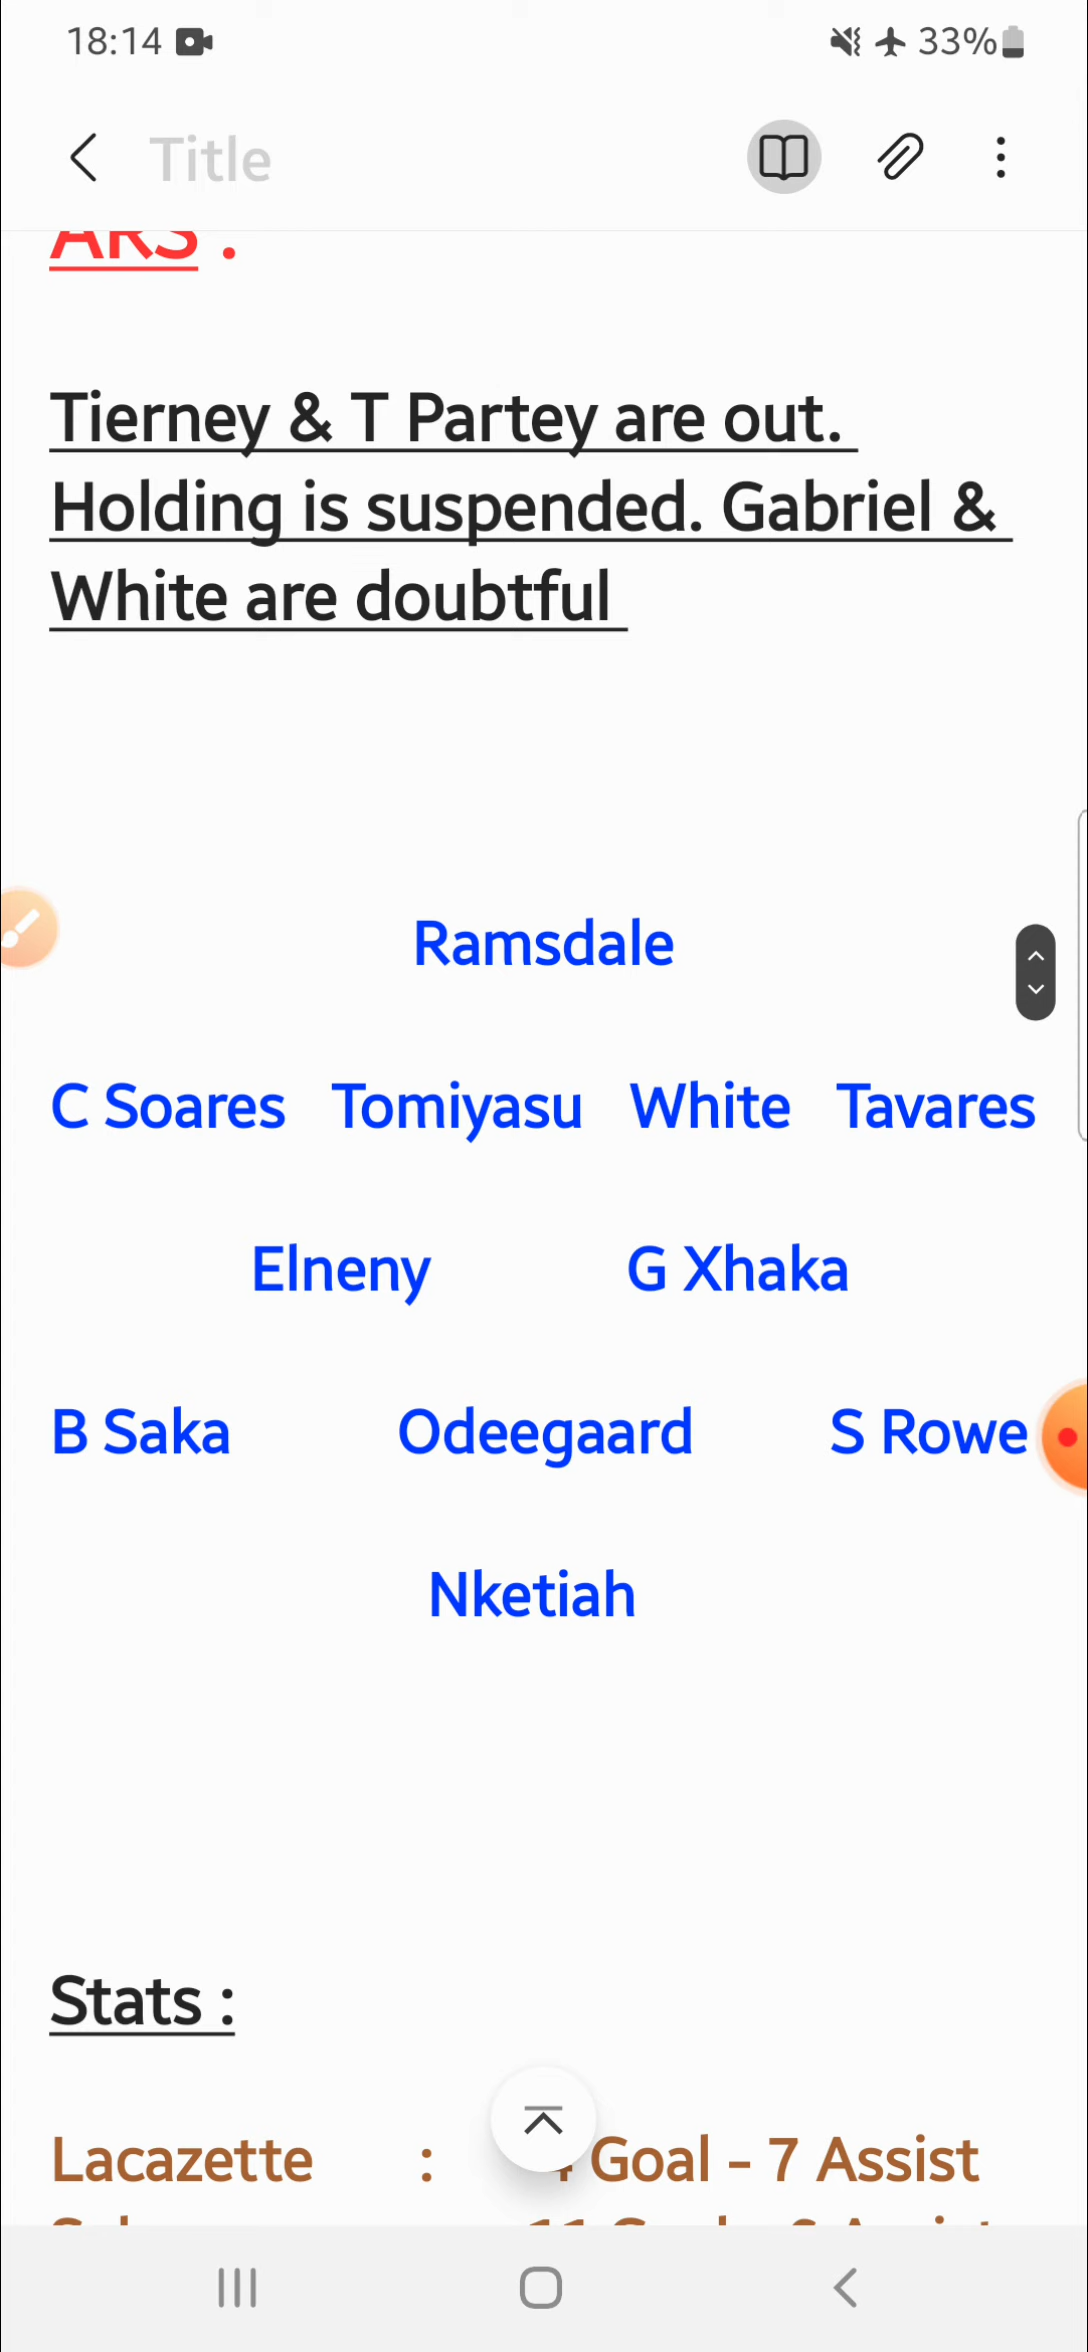 18:14 33%
Title
ARS :
Tierney & T Partey are out.
Holding is suspended. Gabriel &
White are doubtful
Ramsdale
C Soares Tomiyasu White Tavares
Elneny G Xhaka
B Saka Odeegaard S Rowe
Nketiah
Stats :
Lacazette : Goal - 7 Assist